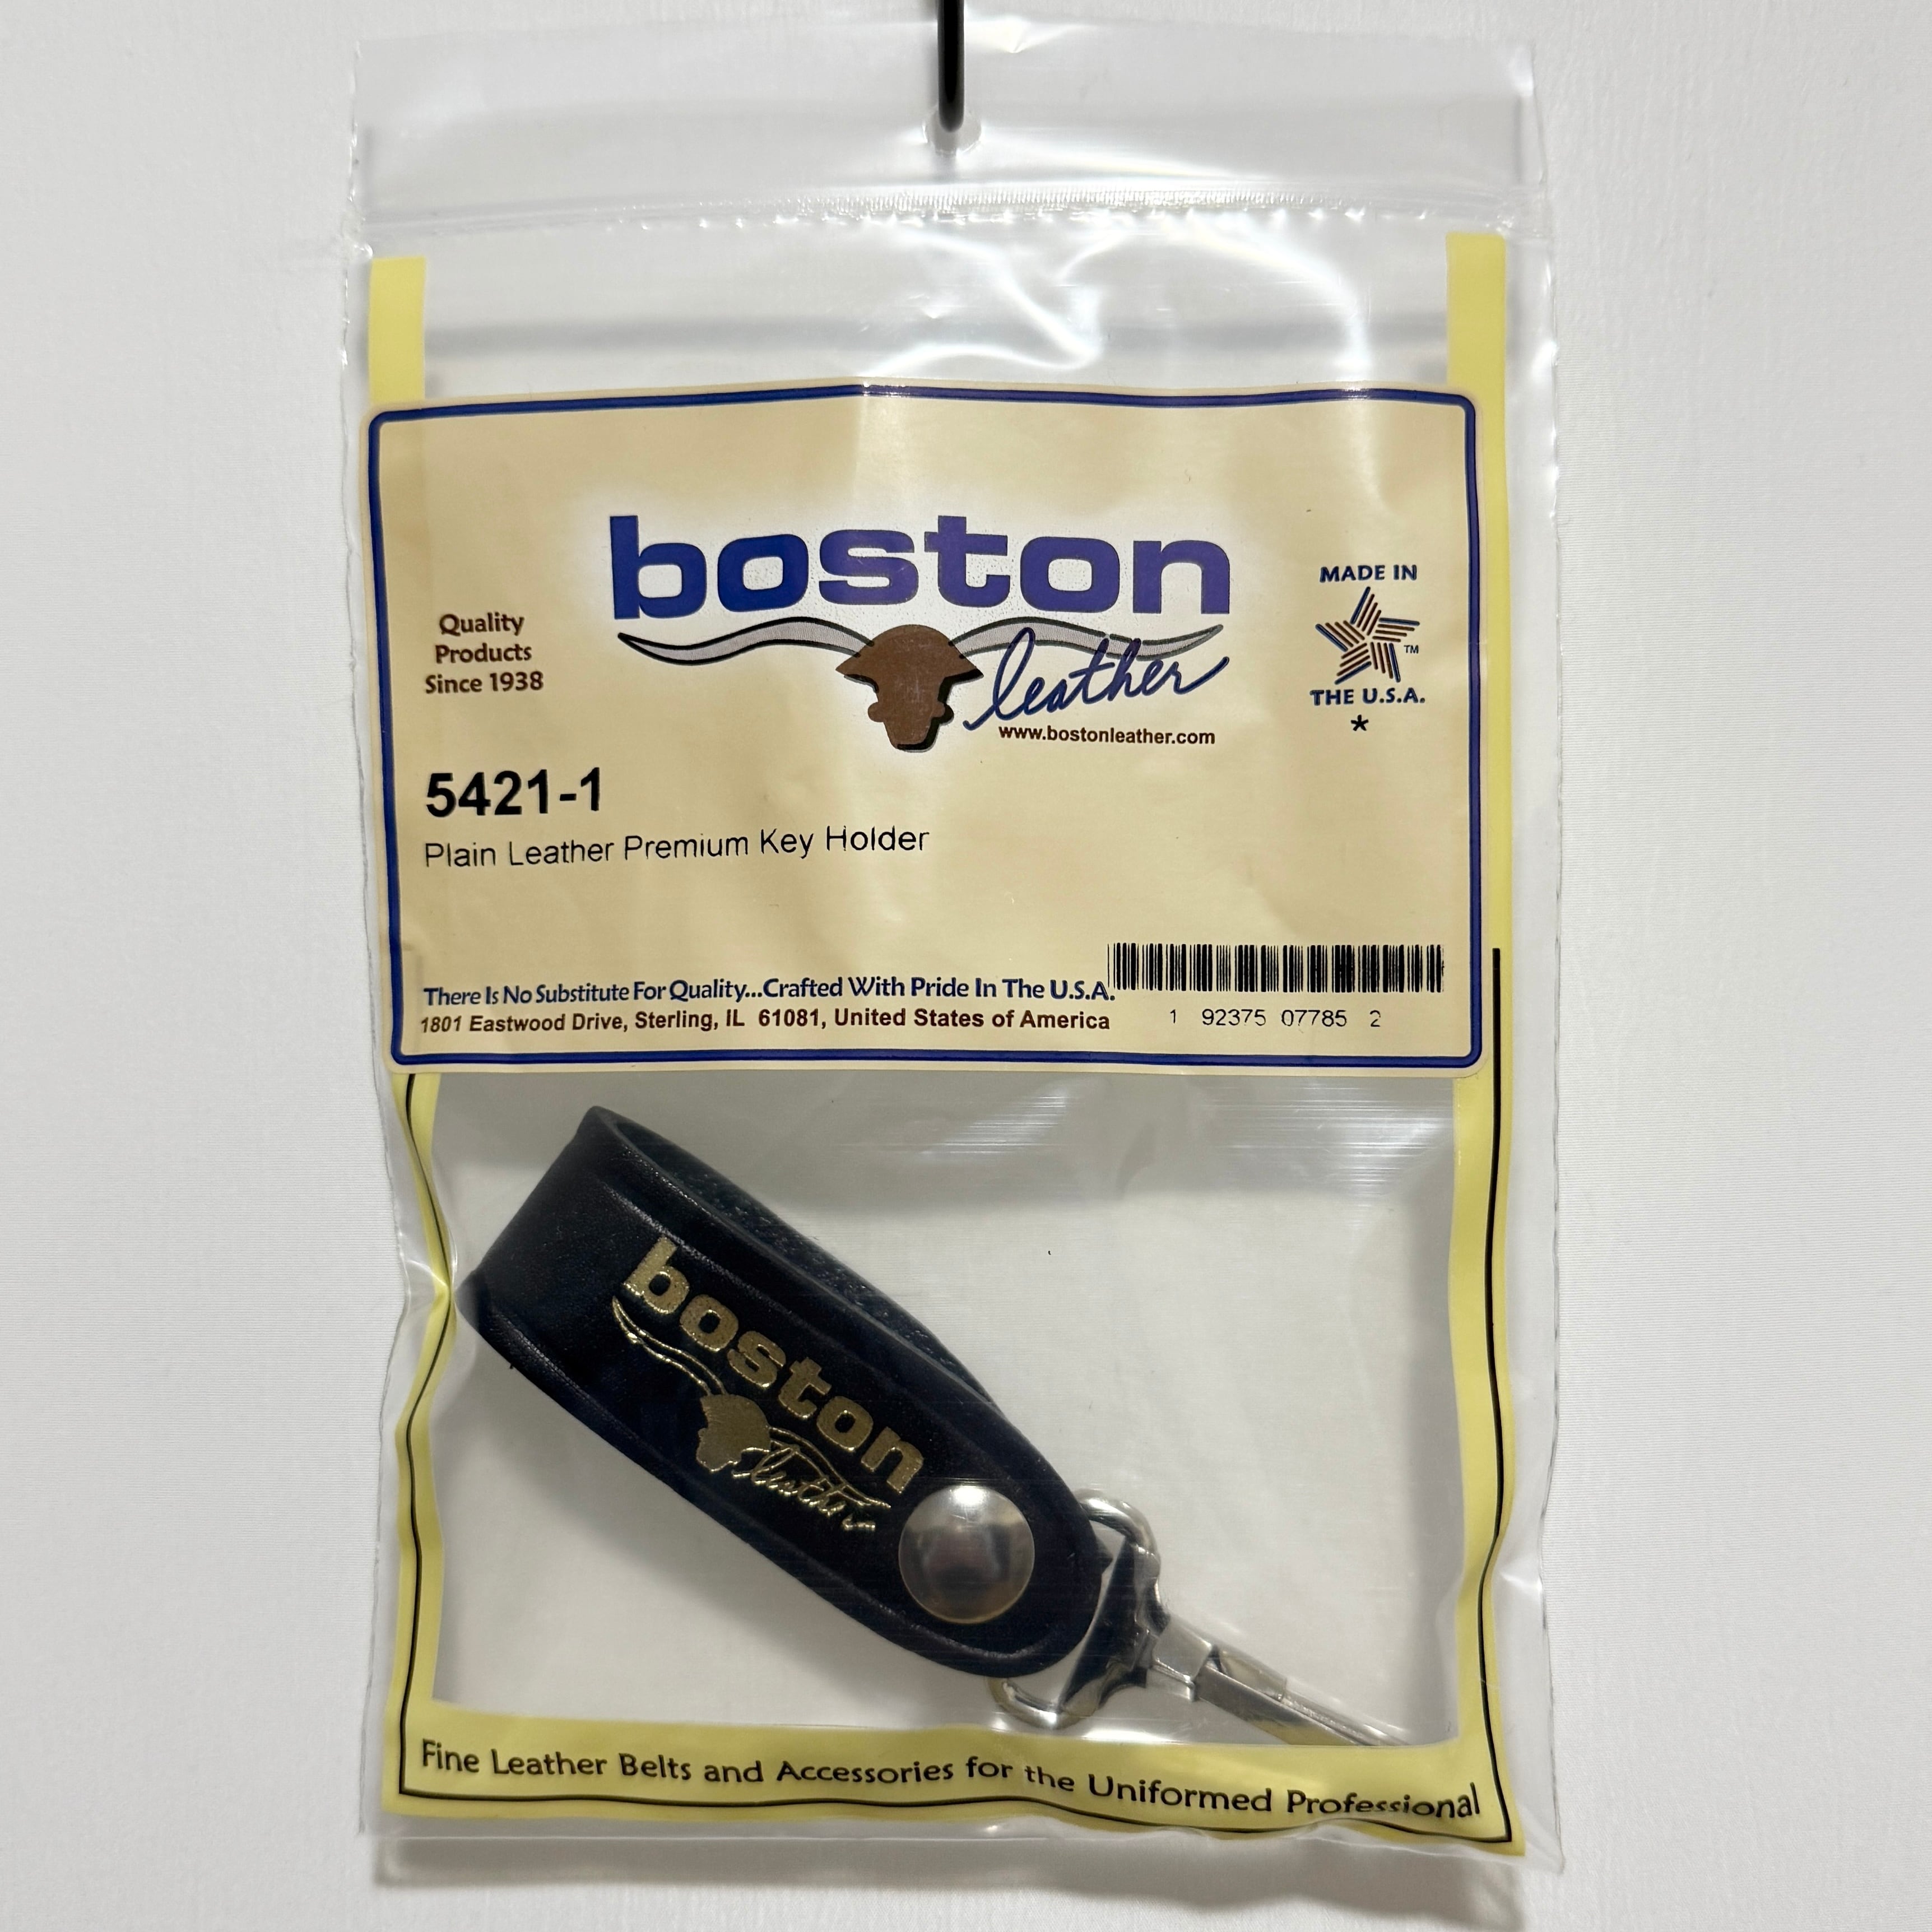 boston
leather
www.bostonleather.com
Quality
Products
Since 1938
MADE IN
TM
THE U.S.A.
*
5421-1
Plain Leather Premium Key Holder
There Is No Substitute For Quality...Crafted With Pride In The U.S.A.
1801 Eastwood Drive, Sterling, IL 61081, United States of America
1 92375 07785 2
boston
leather
Fine Leather Belts and Accessories for the Uniformed Professional